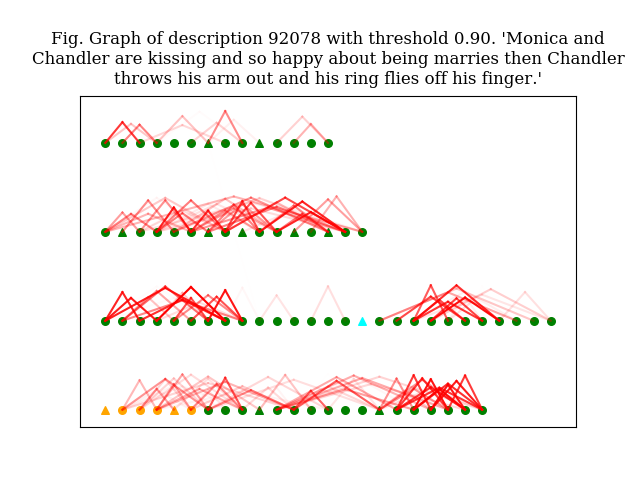 Fig. Graph of description 92078 with threshold 0.90. 'Monica and
Chandler are kissing and so happy about being marries then Chandler
throws his arm out and his ring flies off his finger.'